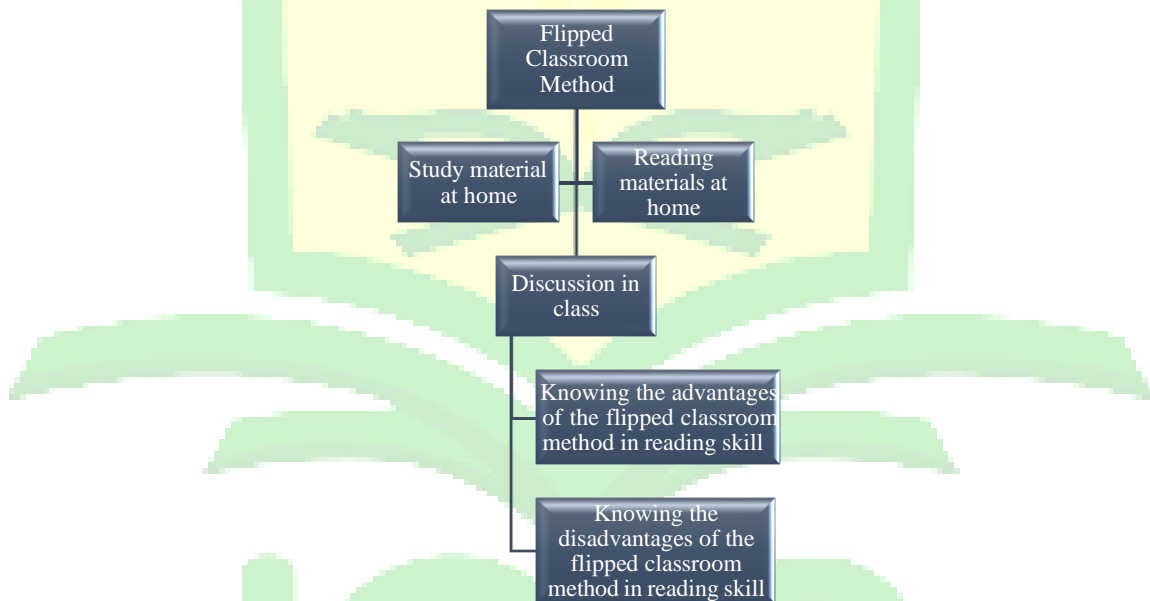 Flipped
Classroom
Method
Study material
at home
Reading
materials at
home
Discussion in
class
Knowing the advantages
of the flipped classroom
method in reading skill
Knowing the
disadvantages of the
flipped classroom
method in reading skill